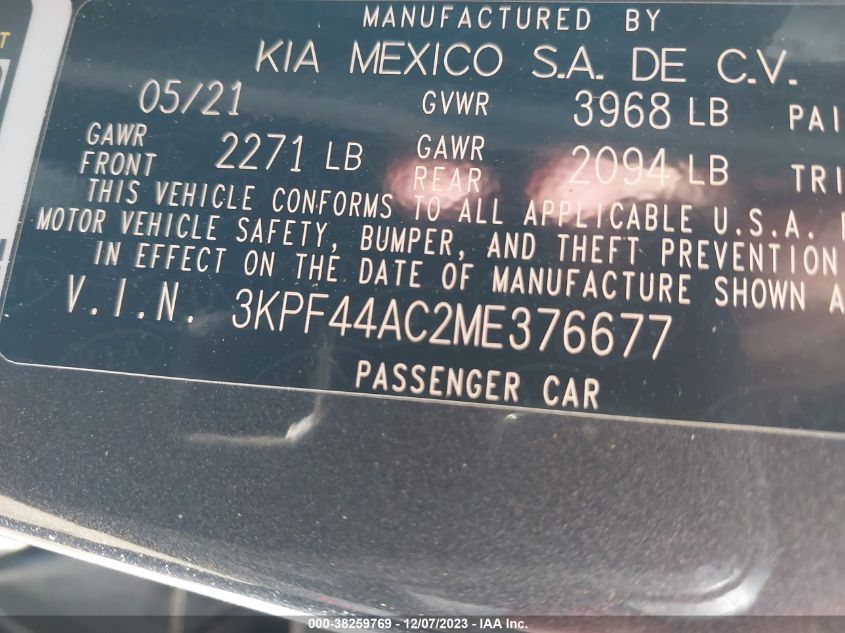 MANUFACTURED BY
KIA MEXICO S.A. DE C.V.
05/21 GVWR 3968 LB
GAWR FRONT 2271 LB GAWR REAR 2094 LB
THIS VEHICLE CONFORMS TO ALL APPLICABLE U.S.A.
MOTOR VEHICLE SAFETY, BUMPER, AND THEFT PREVENTION
IN EFFECT ON THE DATE OF MANUFACTURE SHOWN
V.I.N. 3KPF44AC2ME376677
PASSENGER CAR
000-38259769 - 12/07/2023 - IAA Inc.